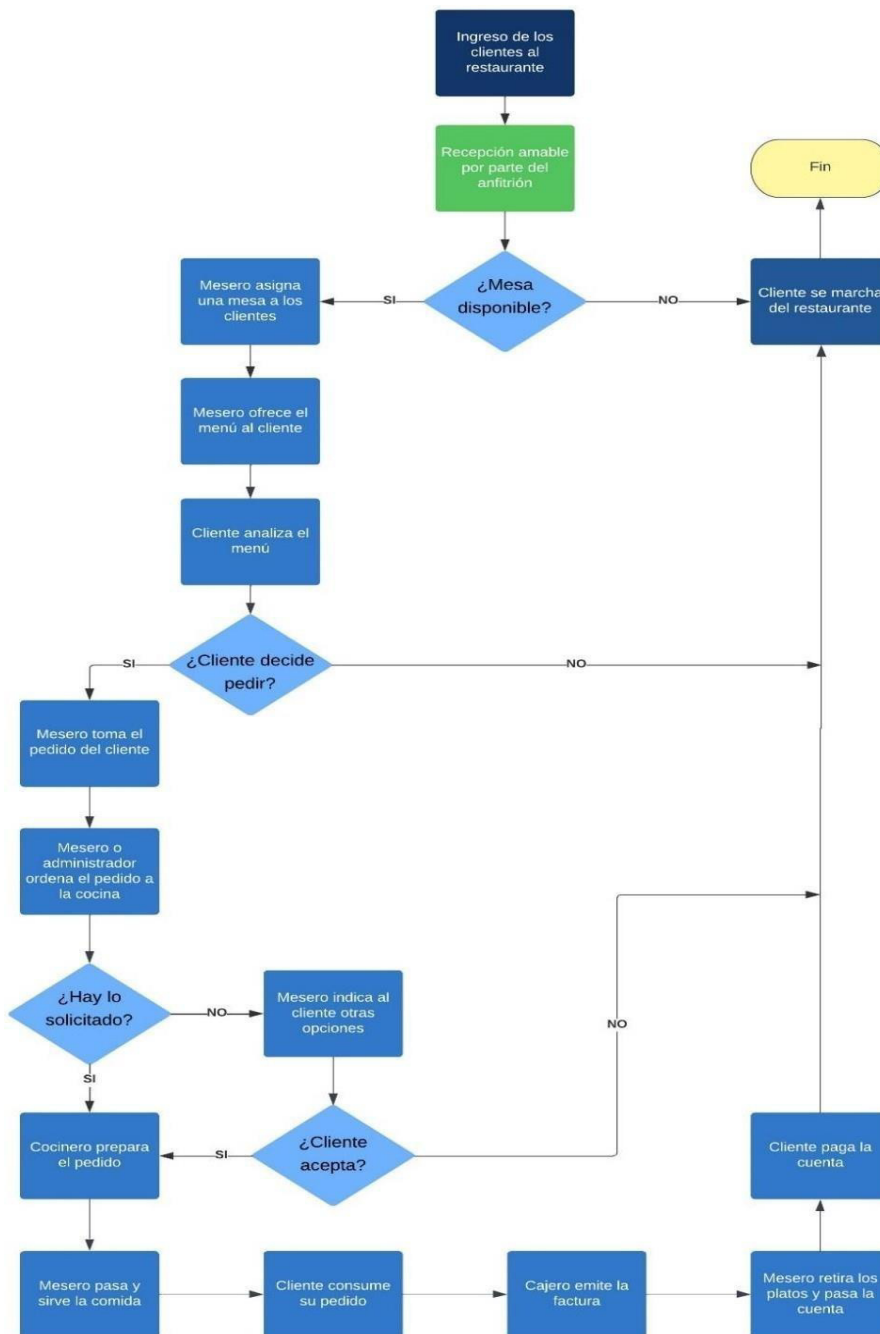 Ingreso de los
clientes al
restaurante
Recepción amable
por parte del
anfitrión
Fin
Mesero asigna
una mesa a los
clientes
SI
¿Mesa
disponible?
NO
Cliente se marcha
del restaurante
Mesero ofrece el
menú al cliente
Cliente analiza el
menú
SI
¿Cliente decide
pedir?
NO
Mesero toma el
pedido del cliente
Mesero o
administrador
ordena el pedido a
la cocina
¿Hay lo
solicitado?
NO
Mesero indica al
cliente otras
opciones
NO
SI
Cocinero prepara
el pedido
SI
¿Cliente
acepta?
Cliente paga la
cuenta
Mesero pasa y
sirve la comida
Cliente consume
su pedido
Cajero emite la
factura
Mesero retira los
platos y pasa la
cuenta